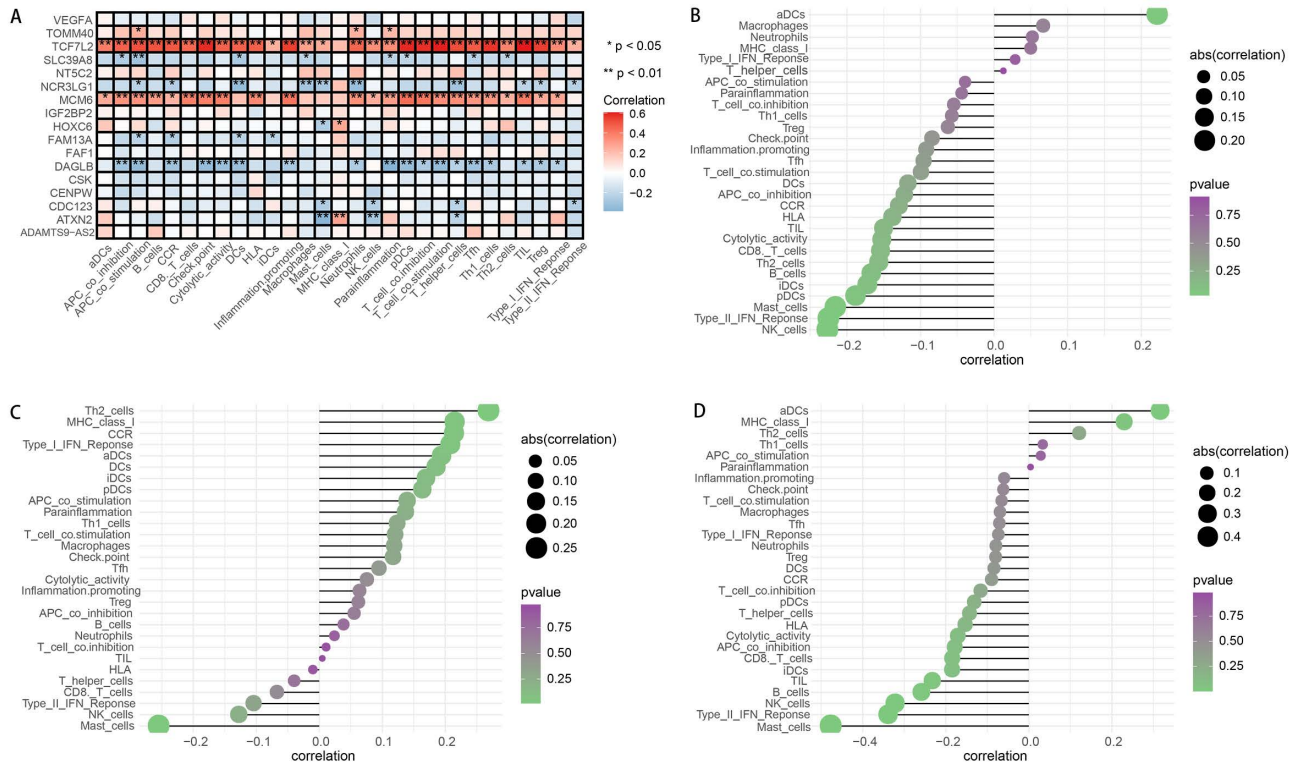 A
VEGFA
TOMM40
TCF7L2
SLC39A8
NT5C2
NCR3LG1
MCM6
IGF2BP2
HOXC6
FAM13A
FAF1
DAGLB
CSK
CENPW
CDC123
ATXN2
ADAMTS9−AS2
aDCs
APC_co_inhibition
APC_co_stimulation
B_cells
CCR
CD8._T_cells
Check.point
Cytolytic_activity
DCs
HLA
iDCs
Inflammation.promoting
Macrophages
Mast_cells
MHC_class_I
Neutrophils
NK_cells
Parainflammation
pDCs
T_cell_co.inhibition
T_cell_co.stimulation
T_helper_cells
Tfh
Th1_cells
Th2_cells
TIL
Treg
Type_I_IFN_Reponse
Type_II_IFN_Reponse
* p < 0.05
** p < 0.01
Correlation
0.6
0.4
0.2
0.0
−0.2
B
aDCs
Macrophages
Neutrophils
MHC_class_I
Type_I_IFN_Reponse
T_helper_cells
APC_co_stimulation
Parainflammation
T_cell_co.inhibition
Th1_cells
Treg
Check.point
Inflammation.promoting
Tfh
T_cell_co.stimulation
DCs
APC_co_inhibition
CCR
HLA
TIL
Cytolytic_activity
CD8._T_cells
Th2_cells
B_cells
iDCs
pDCs
Mast_cells
Type_II_IFN_Reponse
NK_cells
−0.2
−0.1
0.0
0.1
0.2
correlation
abs(correlation)
0.05
0.10
0.15
0.20
pvalue
0.75
0.50
0.25
C
Th2_cells
MHC_class_I
CCR
Type_I_IFN_Reponse
aDCs
DCs
iDCs
pDCs
APC_co_stimulation
Parainflammation
Th1_cells
T_cell_co.stimulation
Macrophages
Check.point
Tfh
Cytolytic_activity
Inflammation.promoting
Treg
APC_co_inhibition
B_cells
Neutrophils
T_cell_co.inhibition
TIL
HLA
T_helper_cells
CD8._T_cells
Type_II_IFN_Reponse
NK_cells
Mast_cells
−0.2
−0.1
0.0
0.1
0.2
correlation
abs(correlation)
0.05
0.10
0.15
0.20
0.25
pvalue
0.75
0.50
0.25
D
aDCs
MHC_class_I
Th2_cells
Th1_cells
APC_co_stimulation
Parainflammation
Inflammation.promoting
Check.point
T_cell_co.stimulation
Macrophages
Tfh
Type_I_IFN_Reponse
Neutrophils
Treg
DCs
CCR
T_cell_co.inhibition
pDCs
T_helper_cells
HLA
Cytolytic_activity
APC_co_inhibition
CD8._T_cells
iDCs
TIL
B_cells
NK_cells
Type_II_IFN_Reponse
Mast_cells
−0.4
−0.2
0.0
0.2
correlation
abs(correlation)
0.1
0.2
0.3
0.4
pvalue
0.75
0.50
0.25